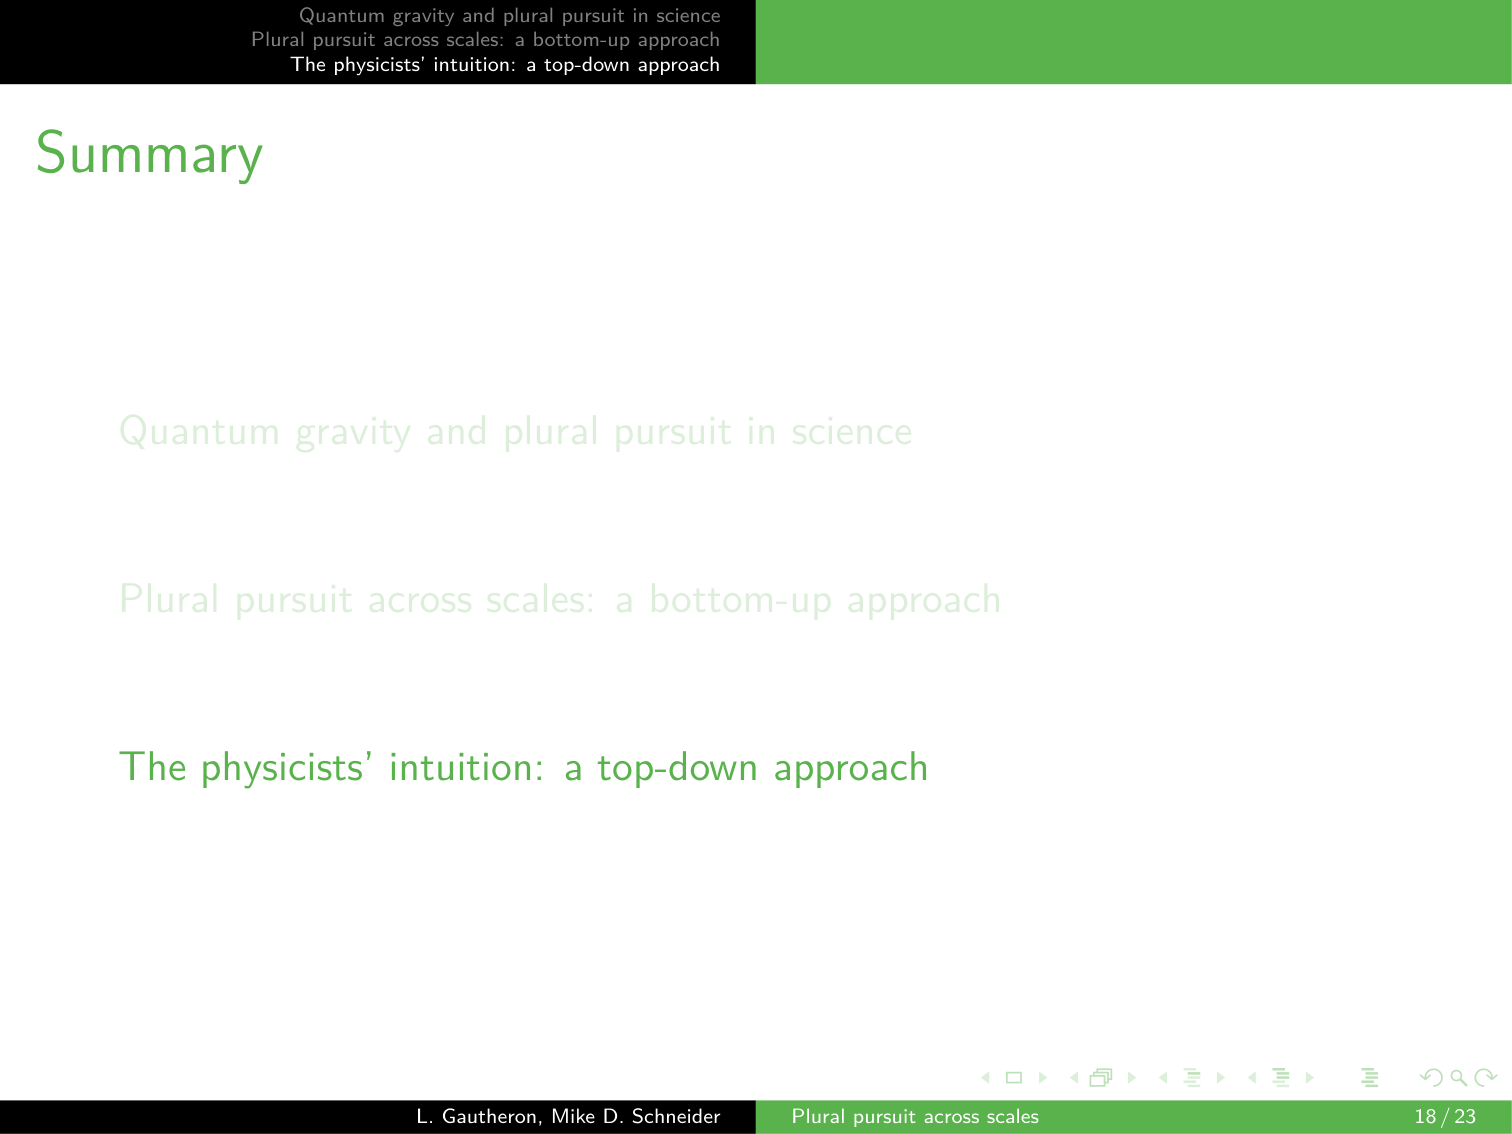 Quantum gravity and plural pursuit in science
Plural pursuit across scales: a bottom-up approach
The physicists’ intuition: a top-down approach
Summary
Quantum gravity and plural pursuit in science
Plural pursuit across scales: a bottom-up approach
The physicists’ intuition: a top-down approach
L. Gautheron, Mike D. Schneider
Plural pursuit across scales
18 / 23